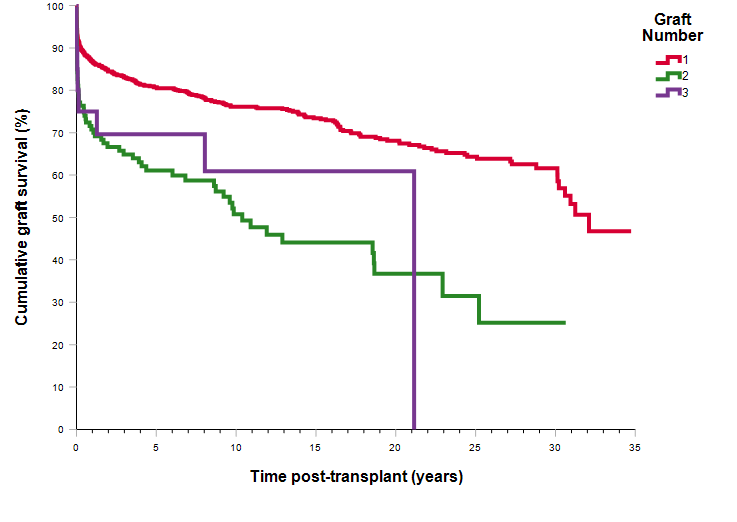 Graft
Number
1
2
3
Cumulative graft survival (%)
100
90
80
70
60
50
40
30
20
10
0
0 5 10 15 20 25 30 35
Time post-transplant (years)